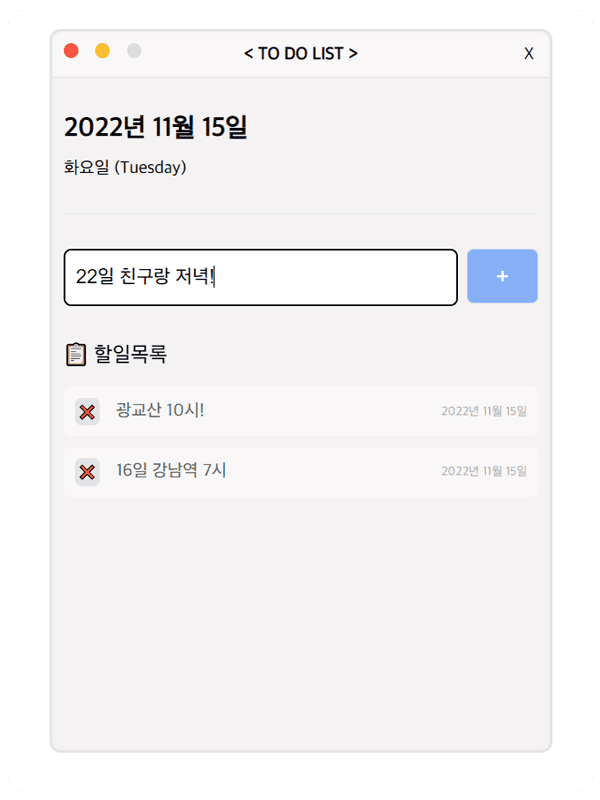 < TO DO LIST >
X
2022년 11월 15일
화요일 (Tuesday)
22일 친구랑 저녁!
+
📋 할일목록
❌ 광교산 10시! 2022년 11월 15일
❌ 16일 강남역 7시 2022년 11월 15일